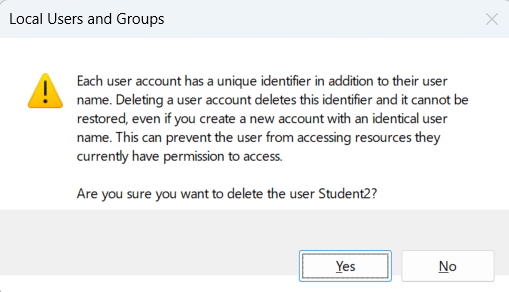 Local Users and Groups
Each user account has a unique identifier in addition to their user
name. Deleting a user account deletes this identifier and it cannot be
restored, even if you create a new account with an identical user
name. This can prevent the user from accessing resources they
currently have permission to access.
Are you sure you want to delete the user Student2?
Yes No